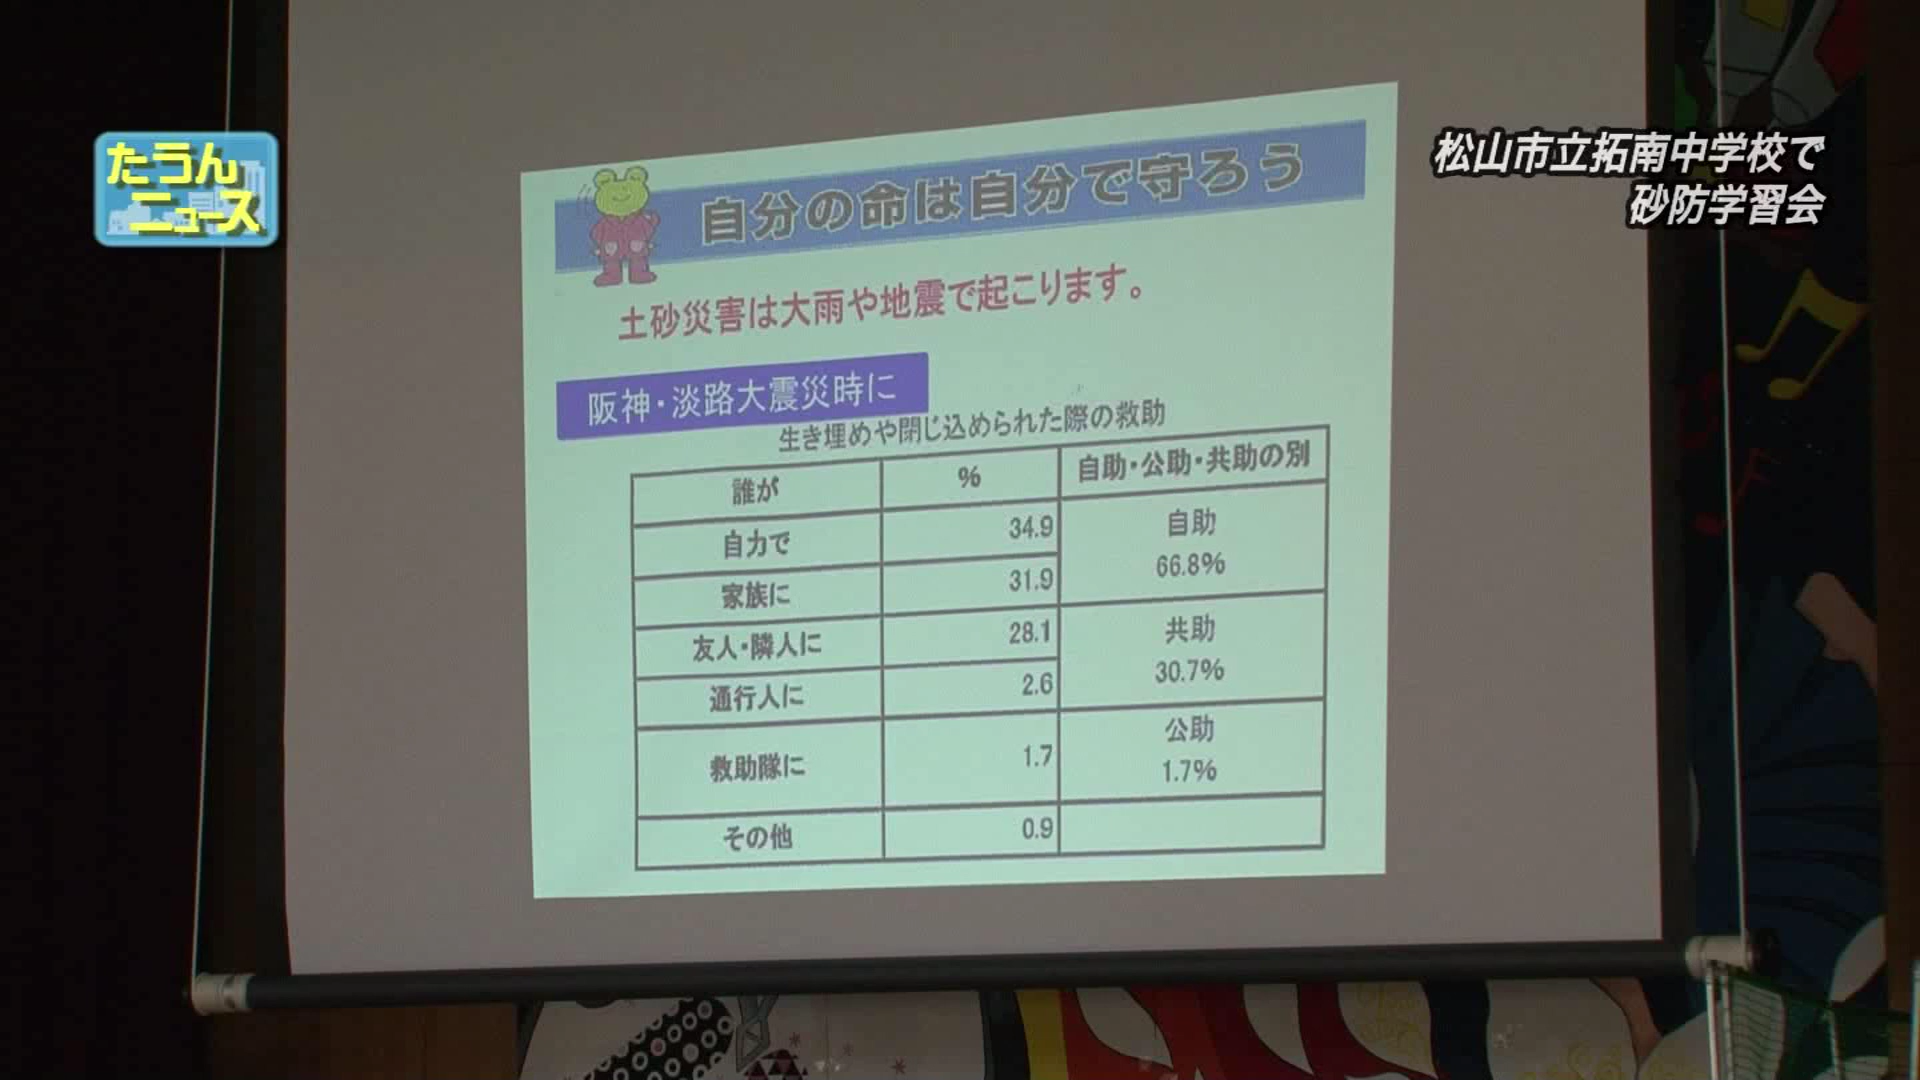 たうん
ニュース
松山市立拓南中学校で
砂防学習会
自分の命は自分で守ろう
土砂災害は大雨や地震で起こります。
阪神・淡路大震災時に
生き埋めや閉じ込められた際の救助
誰が % 自助・公助・共助の別
自力で 34.9 自助
66.8%
家族に 31.9
友人・隣人に 28.1 共助
30.7%
通行人に 2.6
救助隊に 1.7 公助
1.7%
その他 0.9